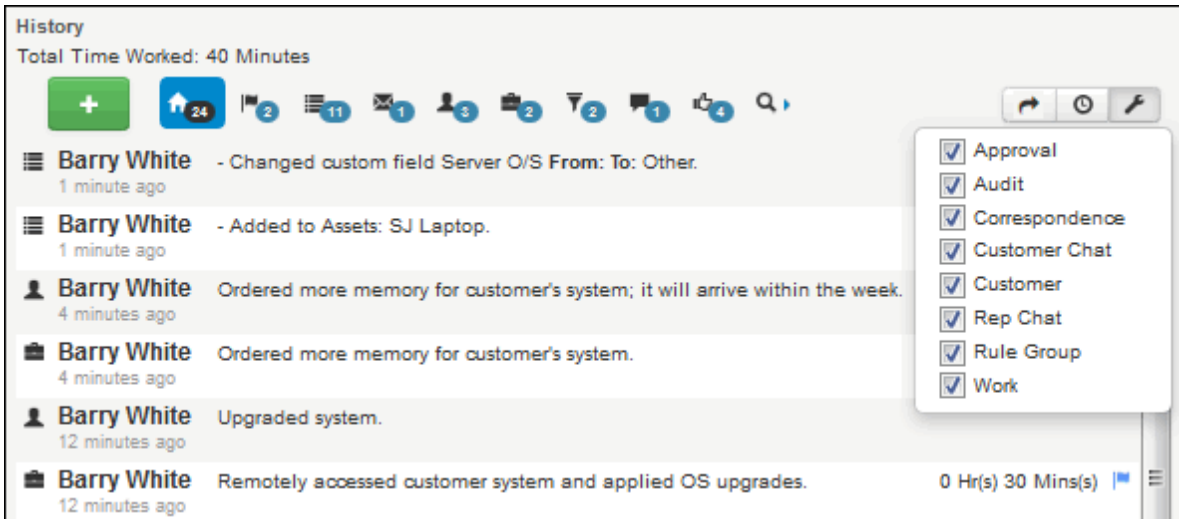 History
Total Time Worked: 40 Minutes
+ 24 2 11 1 3 2 2 1 4
Barry White - Changed custom field Server O/S From: To: Other.
1 minute ago
Barry White - Added to Assets: SJ Laptop.
1 minute ago
Barry White Ordered more memory for customer's system; it will arrive within the week.
4 minutes ago
Barry White Ordered more memory for customer's system.
4 minutes ago
Barry White Upgraded system.
12 minutes ago
Barry White Remotely accessed customer system and applied OS upgrades. 0 Hr(s) 30 Mins(s)
12 minutes ago
Approval
Audit
Correspondence
Customer Chat
Customer
Rep Chat
Rule Group
Work